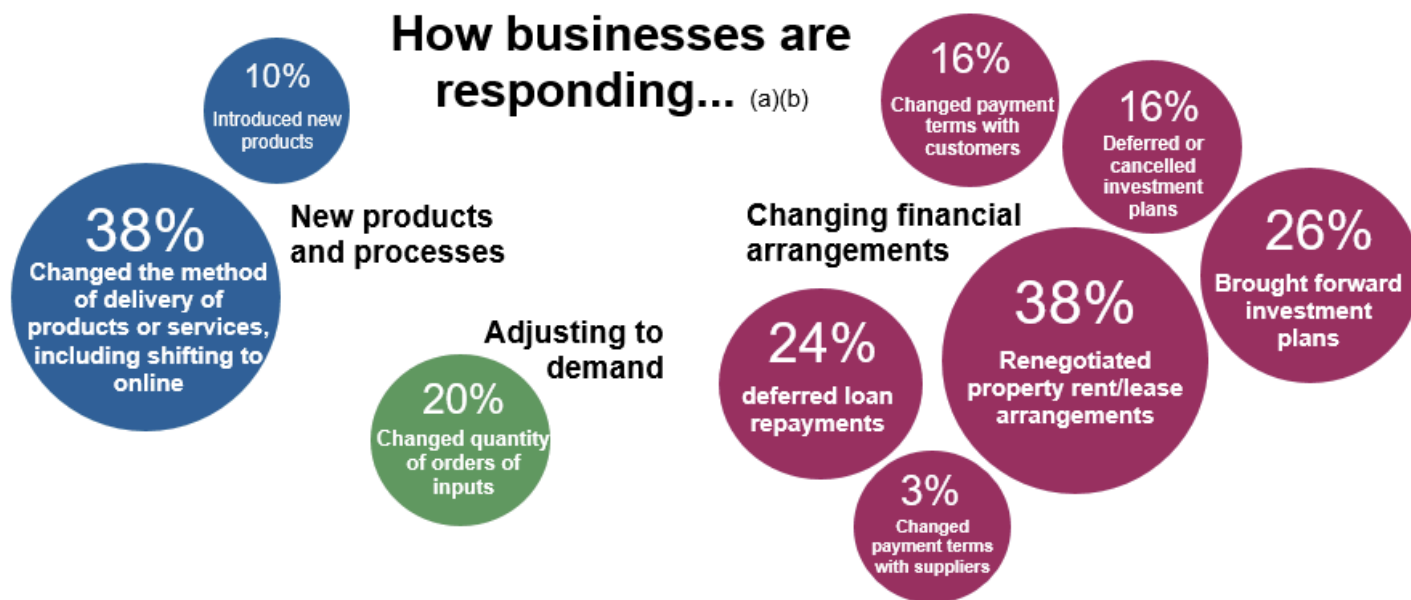 How businesses are
responding... (a)(b)
10%
Introduced new
products
38%
Changed the method
of delivery of
products or services,
including shifting to
online
New products
and processes
Adjusting to
demand
20%
Changed quantity
of orders of
inputs
Changing financial
arrangements
16%
Changed payment
terms with
customers
16%
Deferred or
cancelled
investment
plans
26%
Brought forward
investment
plans
38%
Renegotiated
property rent/lease
arrangements
24%
deferred loan
repayments
3%
Changed
payment terms
with suppliers